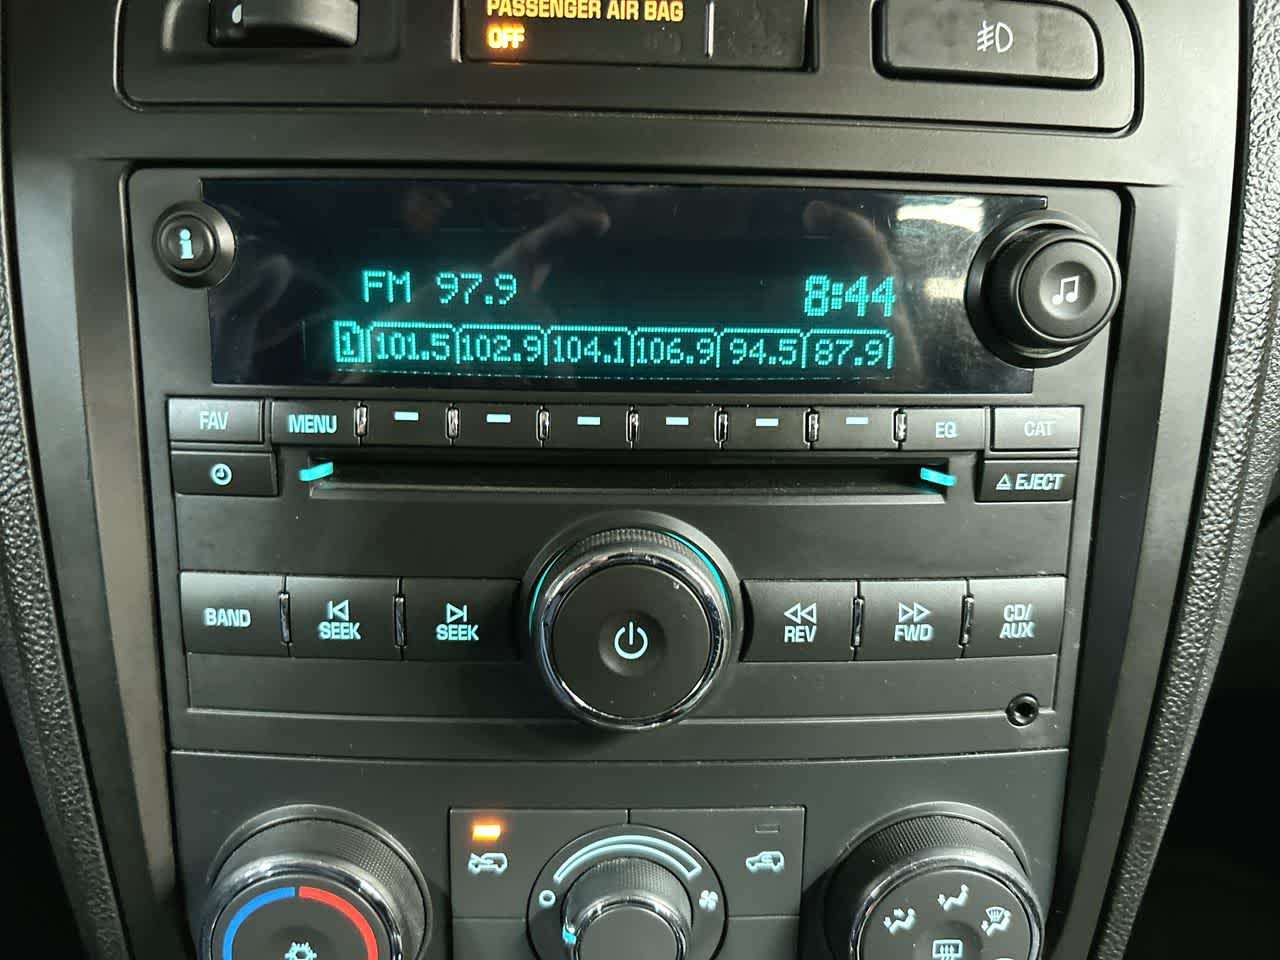 PASSENGER AIR BAG
OFF
i
FM 97.9 8:44
1 101.5 102.9 104.1 106.9 94.5 87.9
FAV MENU EQ CAT
EJECT
BAND SEEK SEEK REV FWD CD/
AUX